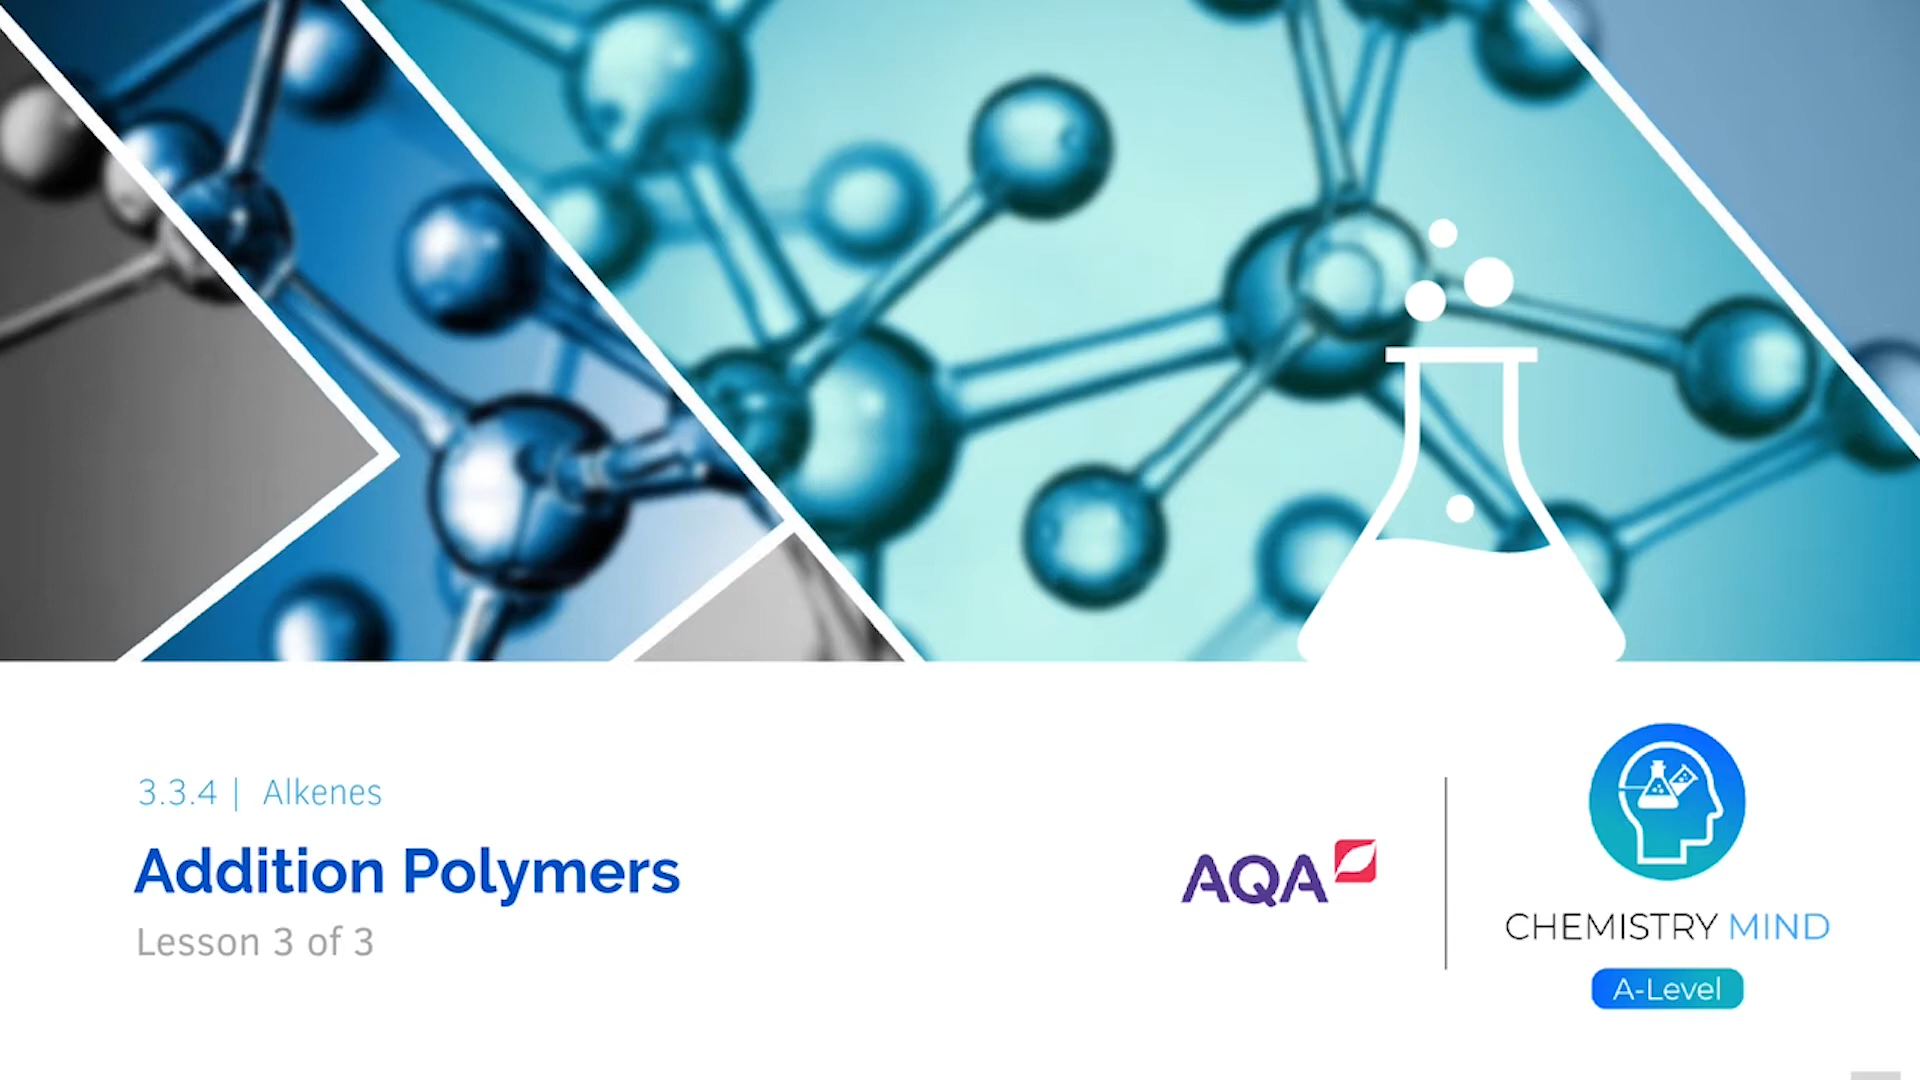 3.3.4 | Alkenes
Addition Polymers
Lesson 3 of 3
AQA
CHEMISTRY MIND
A-Level